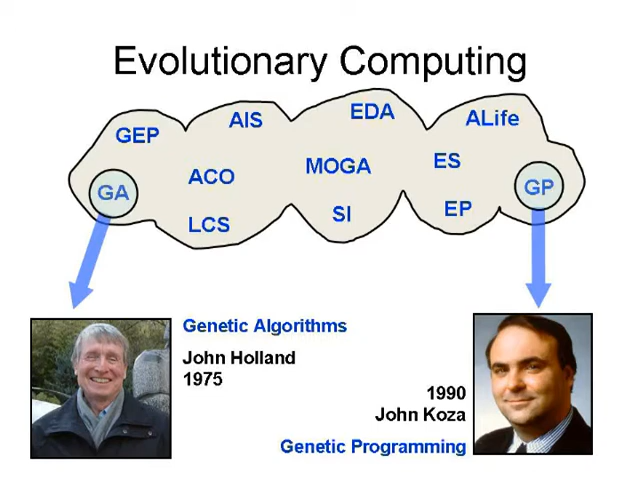 Evolutionary Computing
GEP
AIS
EDA
ALife
GA
ACO
MOGA
ES
GP
LCS
SI
EP
Genetic Algorithms
John Holland
1975
1990
John Koza
Genetic Programming